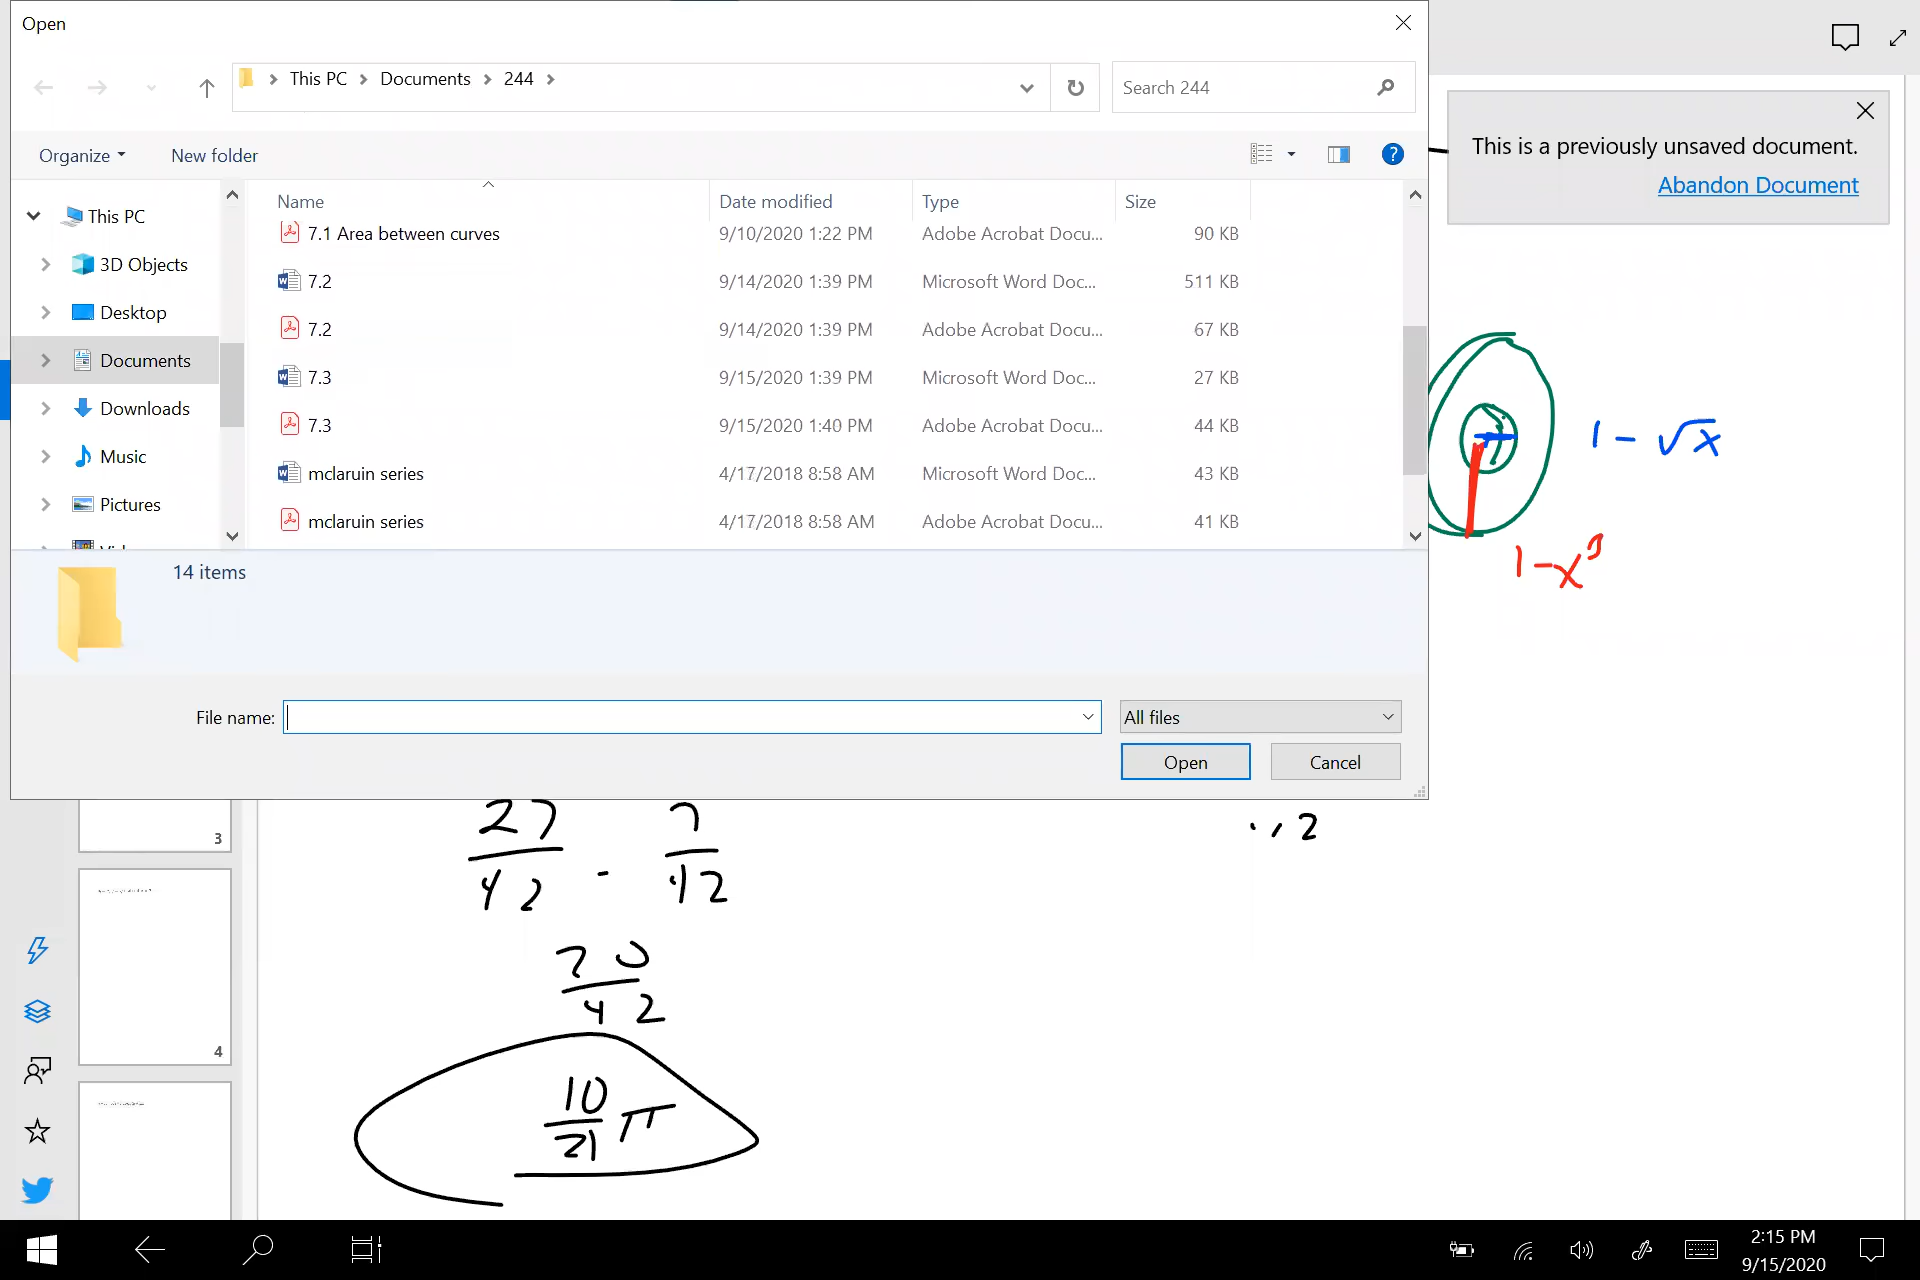 Open
This PC > Documents > 244 >
Search 244
Organize
New folder
?
This is a previously unsaved document.
Abandon Document
This PC
3D Objects
Desktop
Documents
Downloads
Music
Pictures
Name Date modified Type Size
7.1 Area between curves 9/10/2020 1:22 PM Adobe Acrobat Docu... 90 KB
7.2 9/14/2020 1:39 PM Microsoft Word Doc... 511 KB
7.2 9/14/2020 1:39 PM Adobe Acrobat Docu... 67 KB
7.3 9/15/2020 1:39 PM Microsoft Word Doc... 27 KB
7.3 9/15/2020 1:40 PM Adobe Acrobat Docu... 44 KB
mclaruin series 4/17/2018 8:58 AM Microsoft Word Doc... 43 KB
mclaruin series 4/17/2018 8:58 AM Adobe Acrobat Docu... 41 KB
14 items
File name:
All files
Open Cancel
1 - √x
1-x³
3
4
27/42 - 7/42
20/42
10/21 π
2:15 PM
9/15/2020